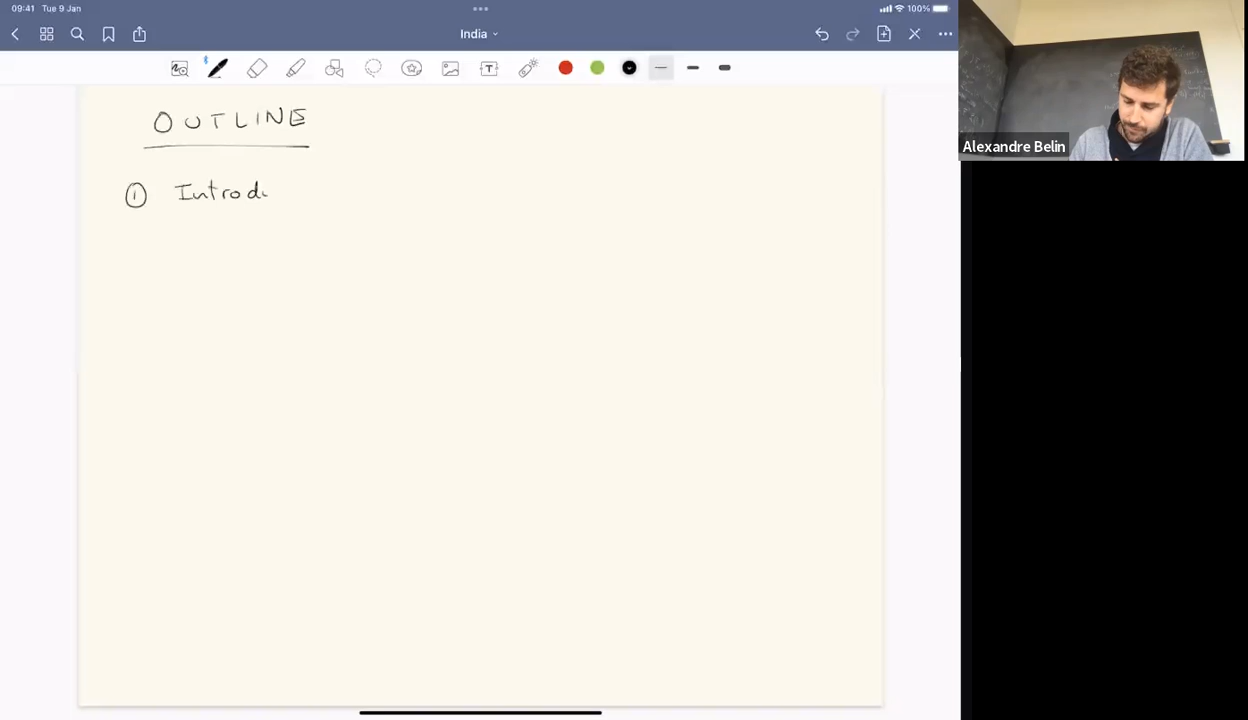 09:41 Tue 9 Jan
100%
India
T
OUTLINE
① Introd
Alexandre Belin